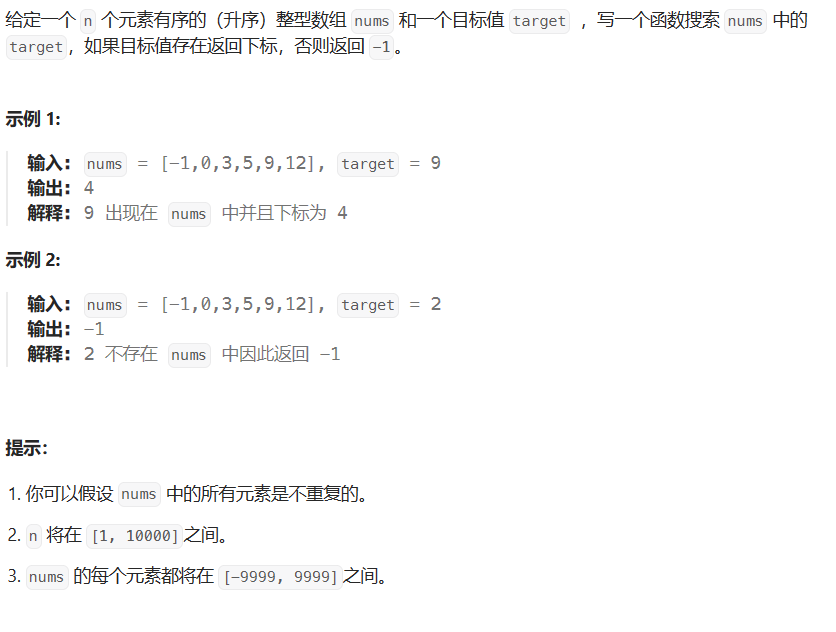 给定一个 n 个元素有序的（升序）整型数组 nums 和一个目标值 target ，写一个函数搜索 nums 中的
target，如果目标值存在返回下标，否则返回 -1。
示例 1:
输入: nums = [-1,0,3,5,9,12], target = 9
输出: 4
解释: 9 出现在 nums 中并且下标为 4
示例 2:
输入: nums = [-1,0,3,5,9,12], target = 2
输出: -1
解释: 2 不存在 nums 中因此返回 -1
提示:
1. 你可以假设 nums 中的所有元素是不重复的。
2. n 将在 [1, 10000]之间。
3. nums 的每个元素都将在 [-9999, 9999]之间。